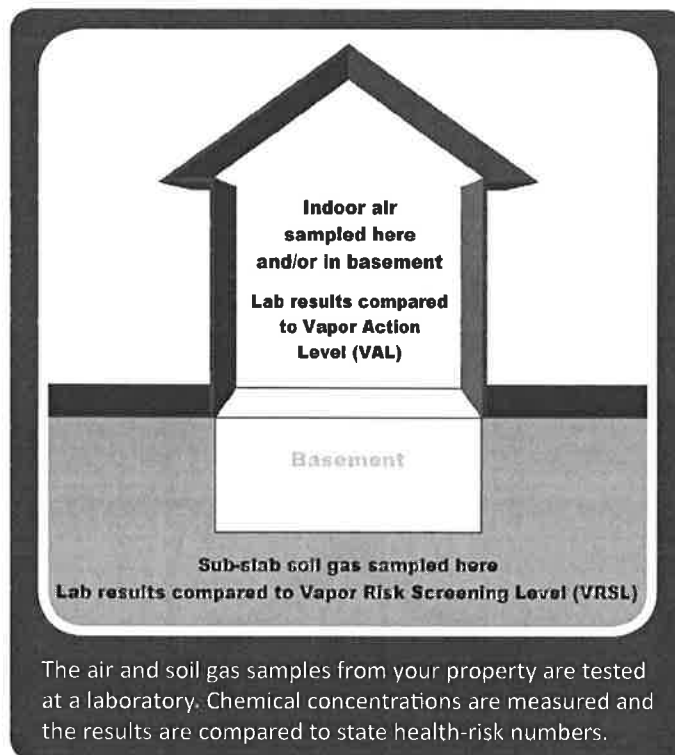 Indoor air
sampled here
and/or in basement
Lab results compared
to Vapor Action
Level (VAL)
Basement
Sub-slab soil gas sampled here
Lab results compared to Vapor Risk Screening Level (VRSL)
The air and soil gas samples from your property are tested
at a laboratory. Chemical concentrations are measured and
the results are compared to state health-risk numbers.